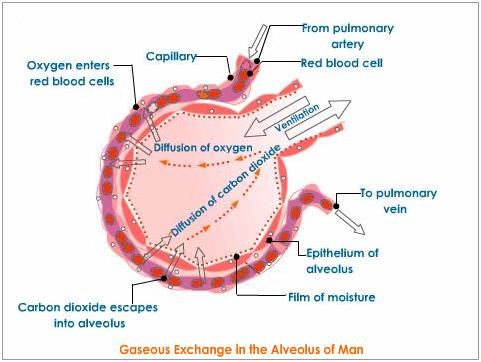 From pulmonary
artery
Capillary
Red blood cell
Oxygen enters
red blood cells
Ventilation
Diffusion of oxygen
Diffusion of carbon dioxide
To pulmonary
vein
Epithelium of
alveolus
Film of moisture
Carbon dioxide escapes
into alveolus
Gaseous Exchange in the Alveolus of Man